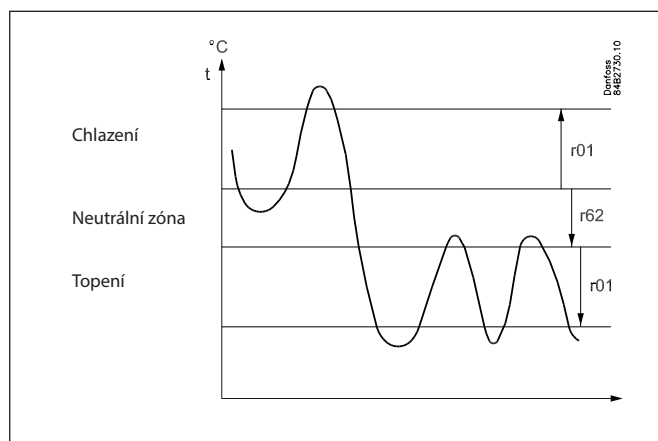 °C
t
Danfoss
84B2730.10
Chlazení
r01
Neutrální zóna
r62
Topení
r01